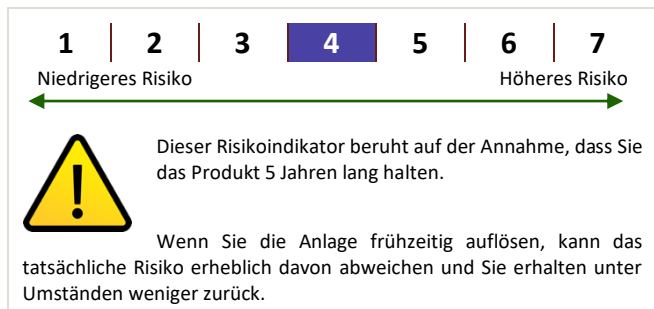 1 2 3 4 5 6 7
Niedrigeres Risiko Höheres Risiko
Dieser Risikoindikator beruht auf der Annahme, dass Sie
das Produkt 5 Jahren lang halten.
Wenn Sie die Anlage frühzeitig auflösen, kann das
tatsächliche Risiko erheblich davon abweichen und Sie erhalten unter
Umständen weniger zurück.